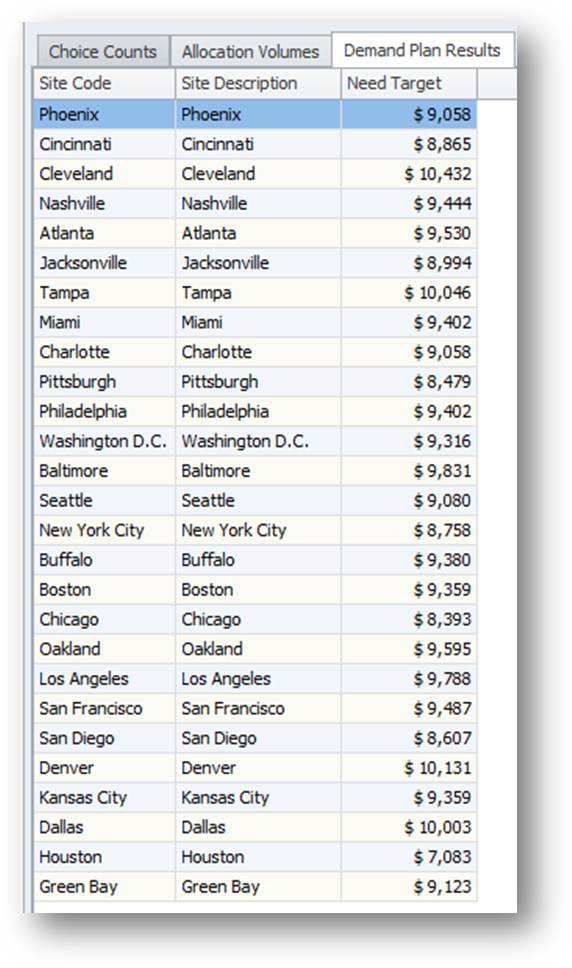 Choice Counts Allocation Volumes Demand Plan Results
Site Code Site Description Need Target
Phoenix Phoenix $ 9,058
Cincinnati Cincinnati $ 8,865
Cleveland Cleveland $ 10,432
Nashville Nashville $ 9,444
Atlanta Atlanta $ 9,530
Jacksonville Jacksonville $ 8,994
Tampa Tampa $ 10,046
Miami Miami $ 9,402
Charlotte Charlotte $ 9,058
Pittsburgh Pittsburgh $ 8,479
Philadelphia Philadelphia $ 9,402
Washington D.C. Washington D.C. $ 9,316
Baltimore Baltimore $ 9,831
Seattle Seattle $ 9,080
New York City New York City $ 8,758
Buffalo Buffalo $ 9,380
Boston Boston $ 9,359
Chicago Chicago $ 8,393
Oakland Oakland $ 9,595
Los Angeles Los Angeles $ 9,788
San Francisco San Francisco $ 9,487
San Diego San Diego $ 8,607
Denver Denver $ 10,131
Kansas City Kansas City $ 9,359
Dallas Dallas $ 10,003
Houston Houston $ 7,083
Green Bay Green Bay $ 9,123